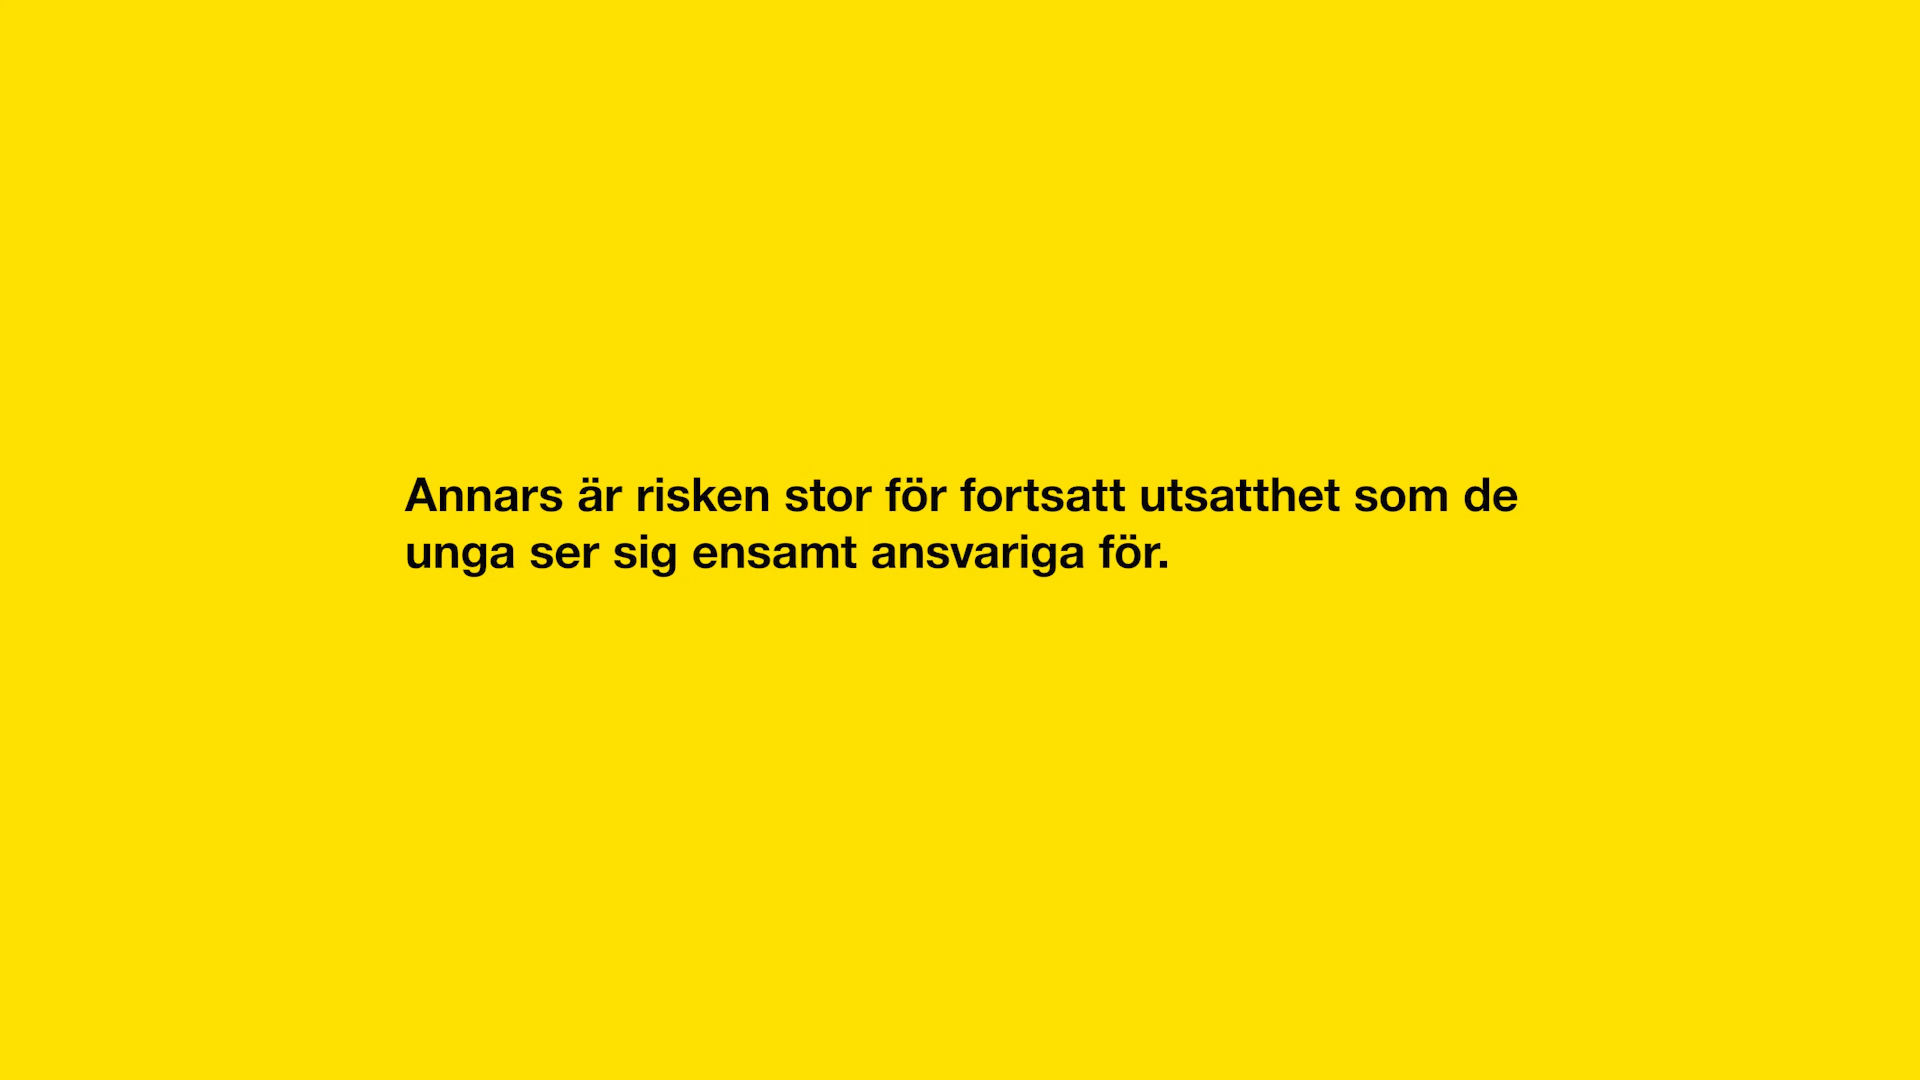 Annars är risken stor för fortsatt utsatthet som de
unga ser sig ensamt ansvariga för.